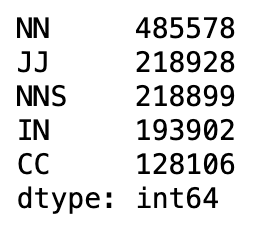 NN 485578
JJ 218928
NNS 218899
IN 193902
CC 128106
dtype: int64